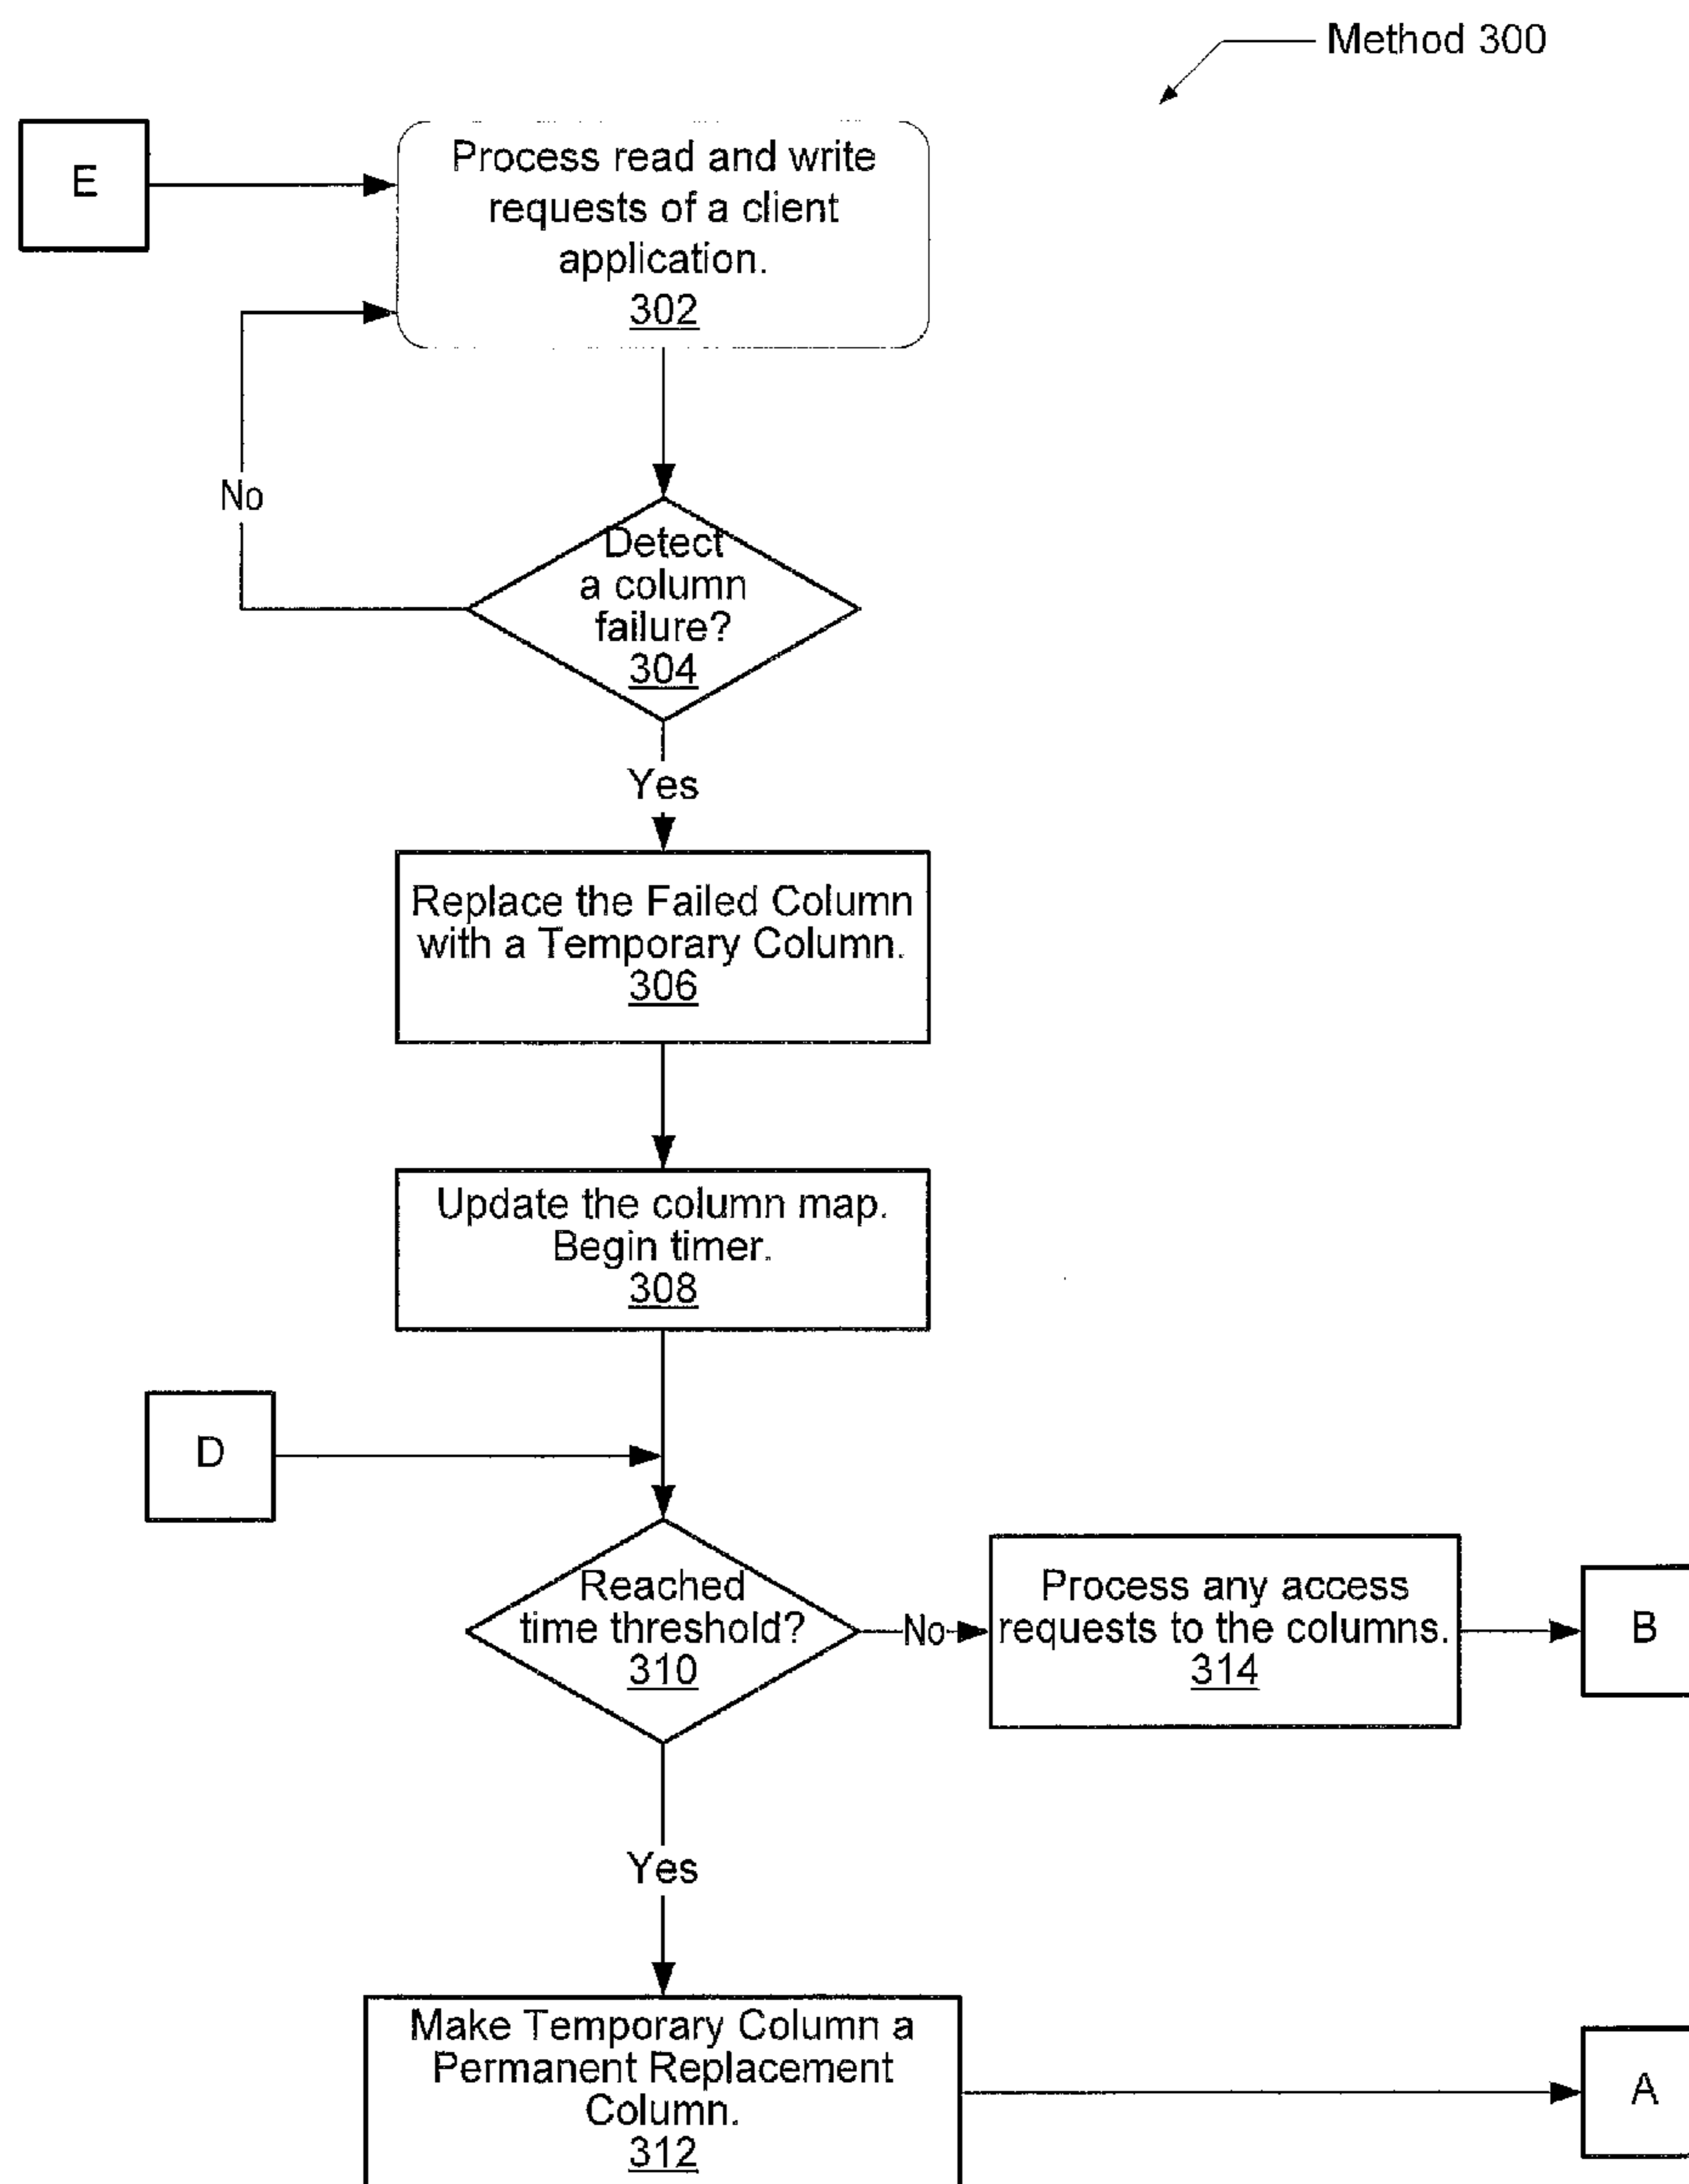 Method 300
E
Process read and write
requests of a client
application.
302
No
Detect
a column
failure?
304
Yes
Replace the Failed Column
with a Temporary Column.
306
Update the column map.
Begin timer.
308
D
Reached
time threshold?
310
No
Process any access
requests to the columns.
314
B
Yes
Make Temporary Column a
Permanent Replacement
Column.
312
A